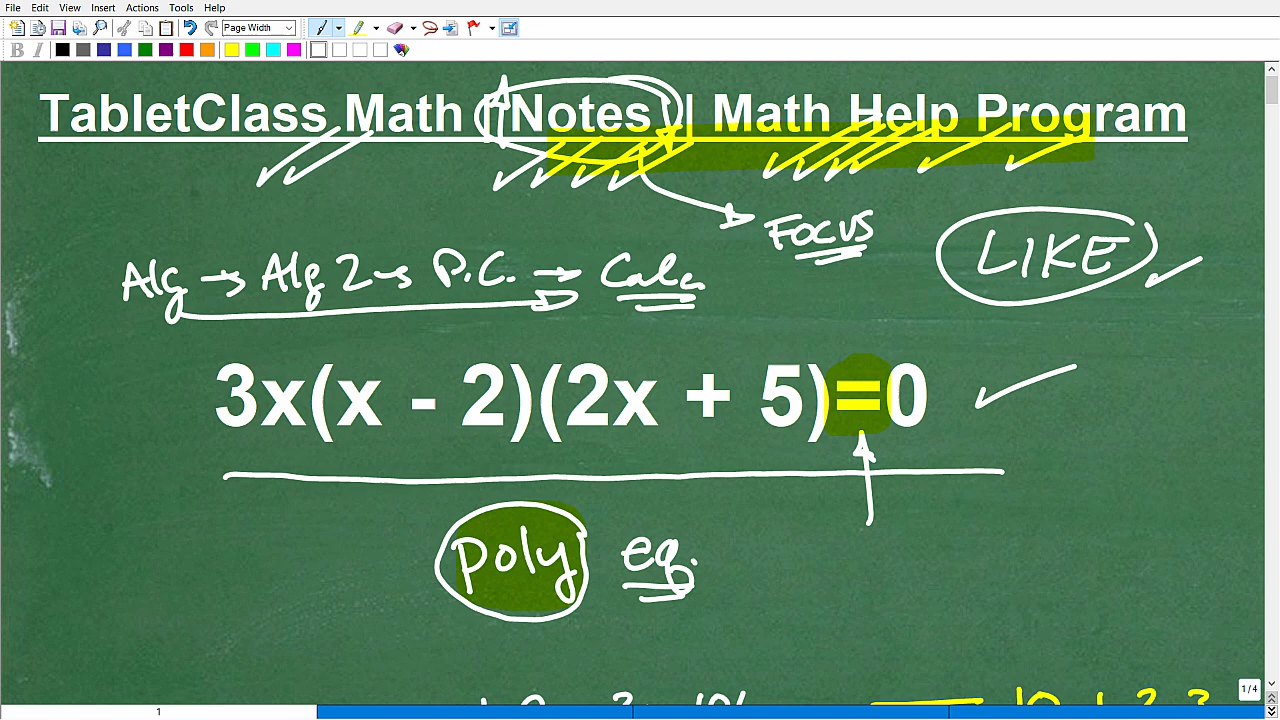 File Edit View Insert Actions Tools Help
Page Width
B I
TabletClass Math | Notes | Math Help Program
FOCUS
LIKE
Alg → Alg 2 → P.C. → Calc
3x(x - 2)(2x + 5)=0
poly eq.
1/4
1